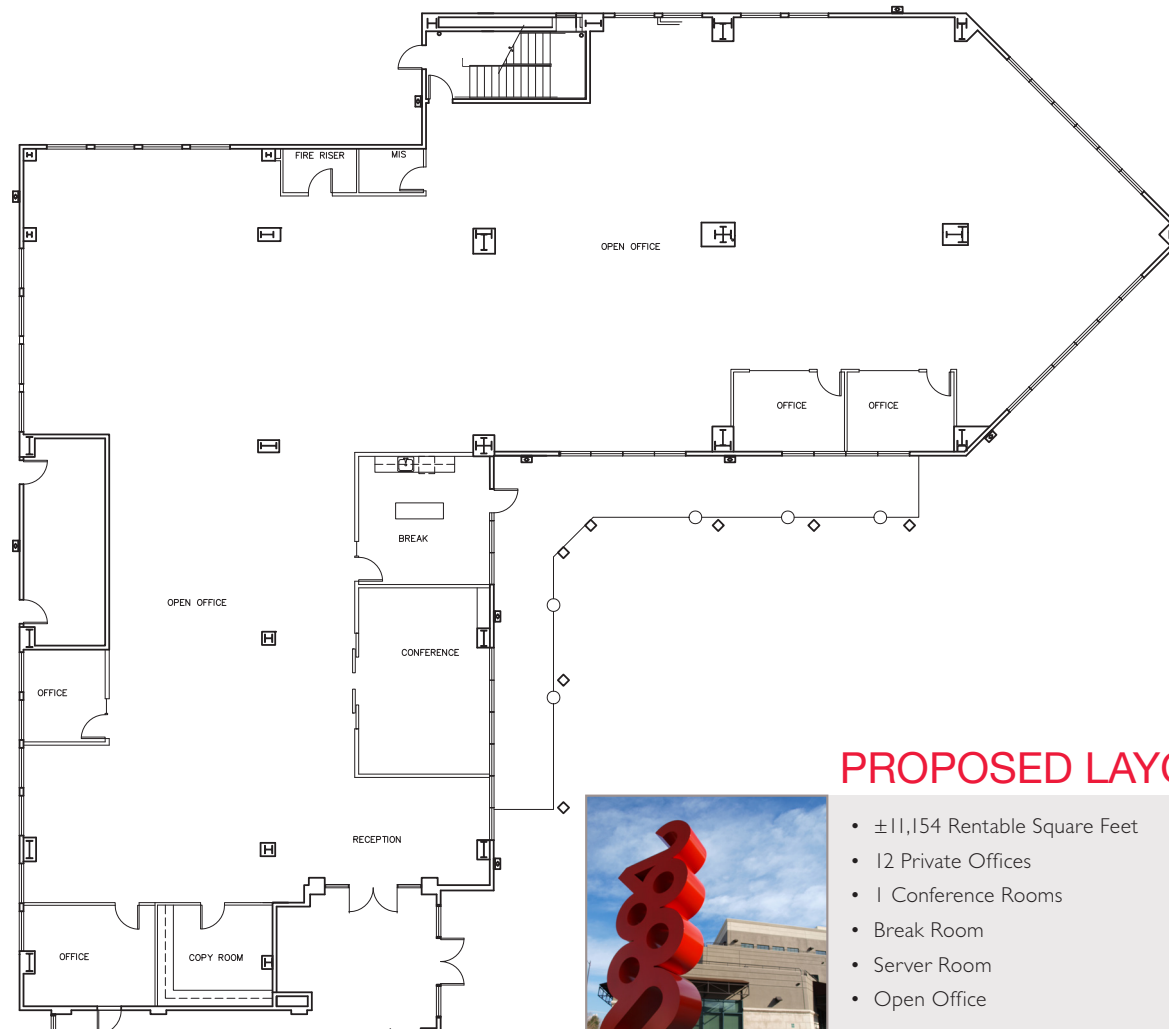 FIRE RISER
MIS
OPEN OFFICE
OFFICE
OFFICE
BREAK
OPEN OFFICE
CONFERENCE
OFFICE
RECEPTION
OFFICE
COPY ROOM
PROPOSED LAYO
• ±11,154 Rentable Square Feet
• 12 Private Offices
• 1 Conference Rooms
• Break Room
• Server Room
• Open Office